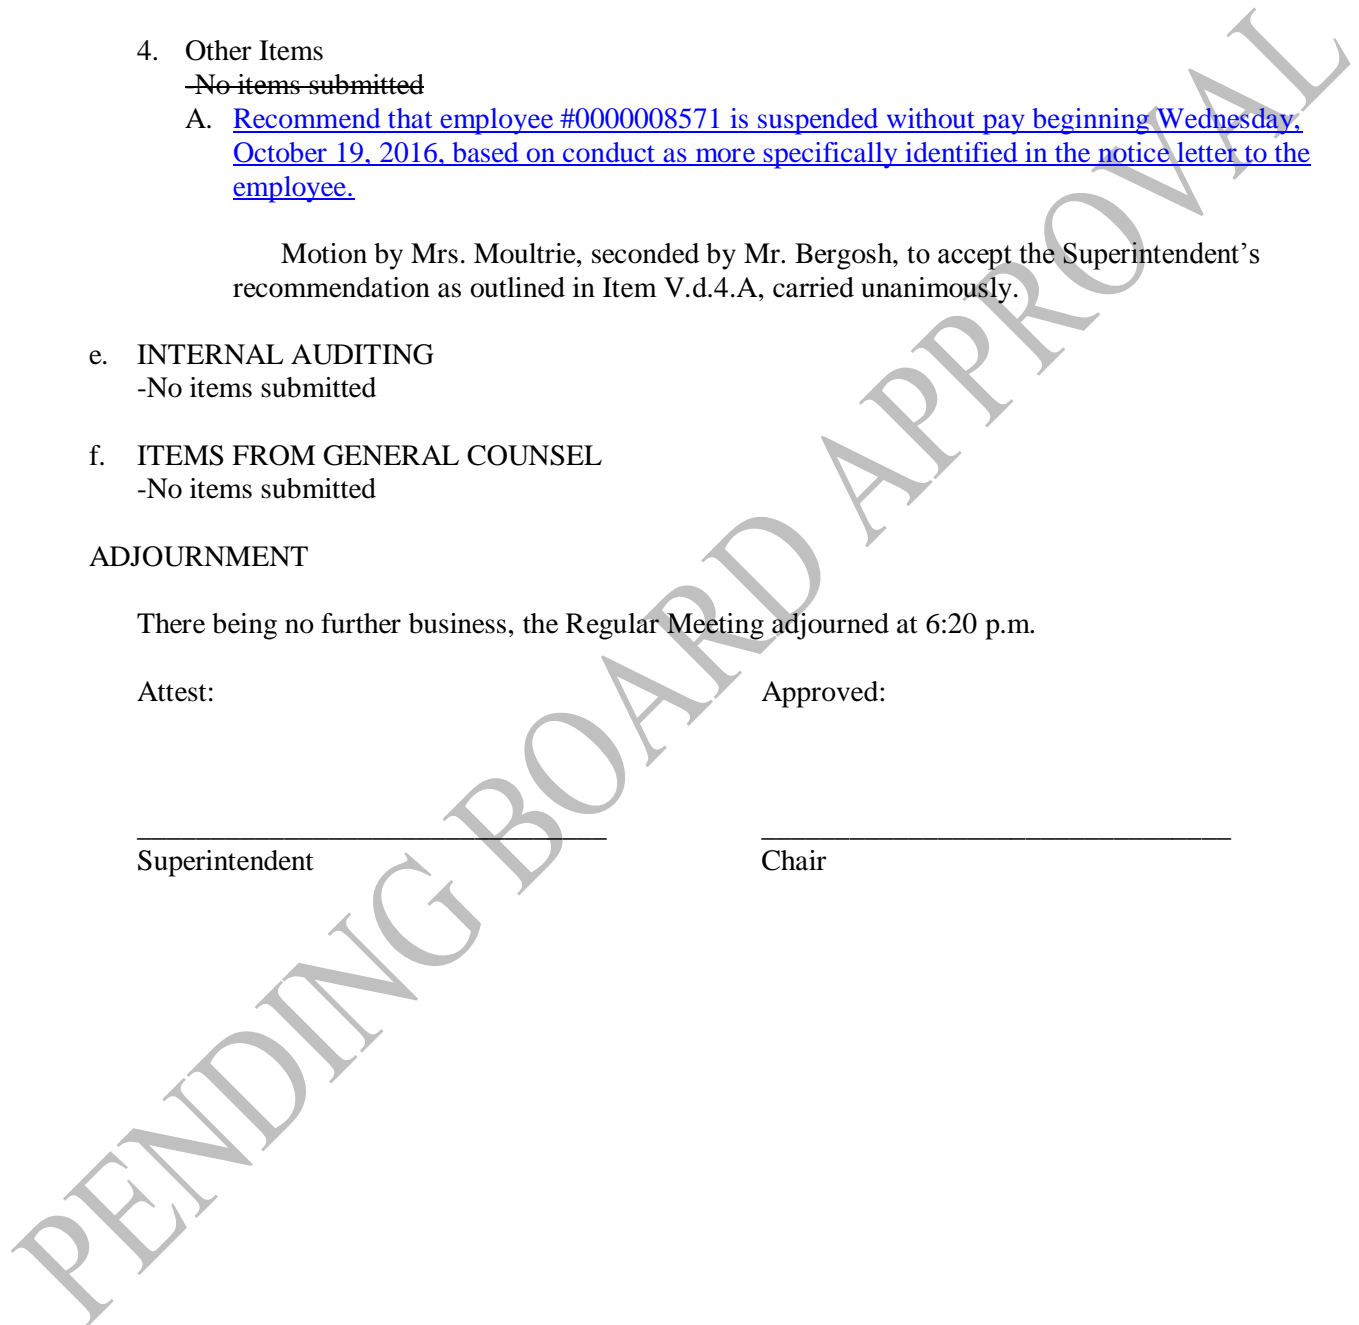 4. Other Items
-No items submitted
A. Recommend that employee #0000008571 is suspended without pay beginning Wednesday,
October 19, 2016, based on conduct as more specifically identified in the notice letter to the
employee.
Motion by Mrs. Moultrie, seconded by Mr. Bergosh, to accept the Superintendent’s
recommendation as outlined in Item V.d.4.A, carried unanimously.
e. INTERNAL AUDITING
-No items submitted
f. ITEMS FROM GENERAL COUNSEL
-No items submitted
ADJOURNMENT
There being no further business, the Regular Meeting adjourned at 6:20 p.m.
Attest: Approved:
________________________________ ________________________________
Superintendent Chair
PENDING BOARD APPROVAL